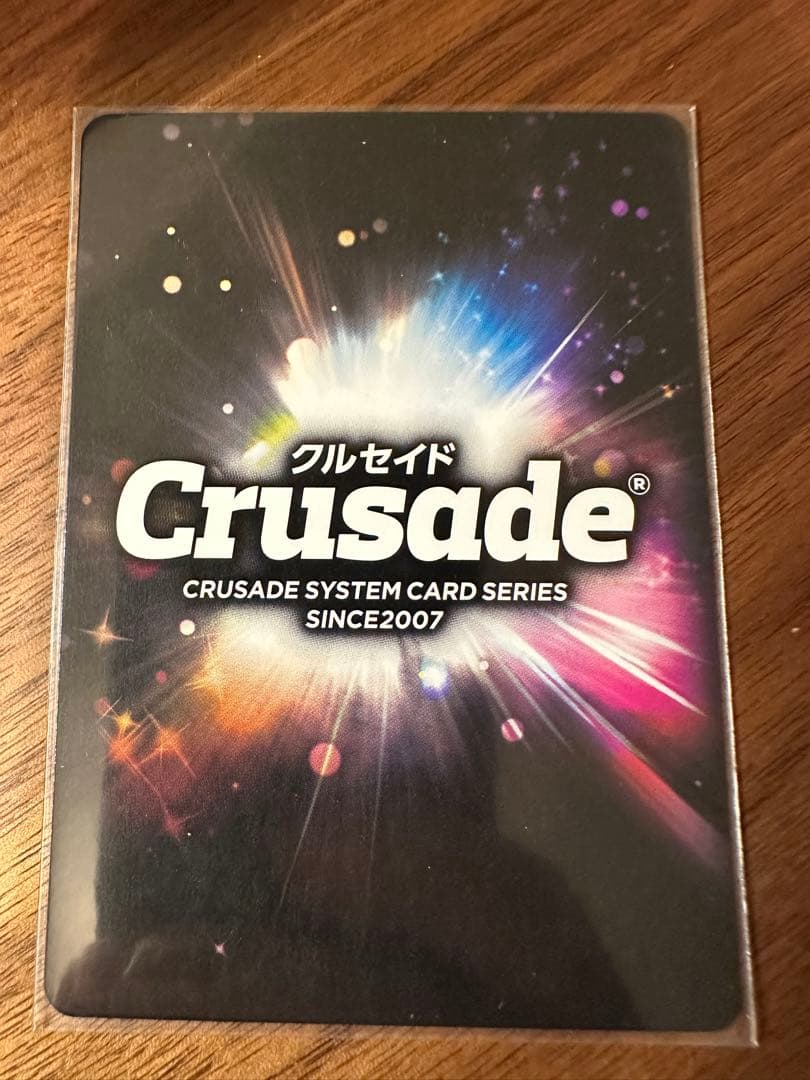 クルセイド
Crusade®
CRUSADE SYSTEM CARD SERIES
SINCE2007